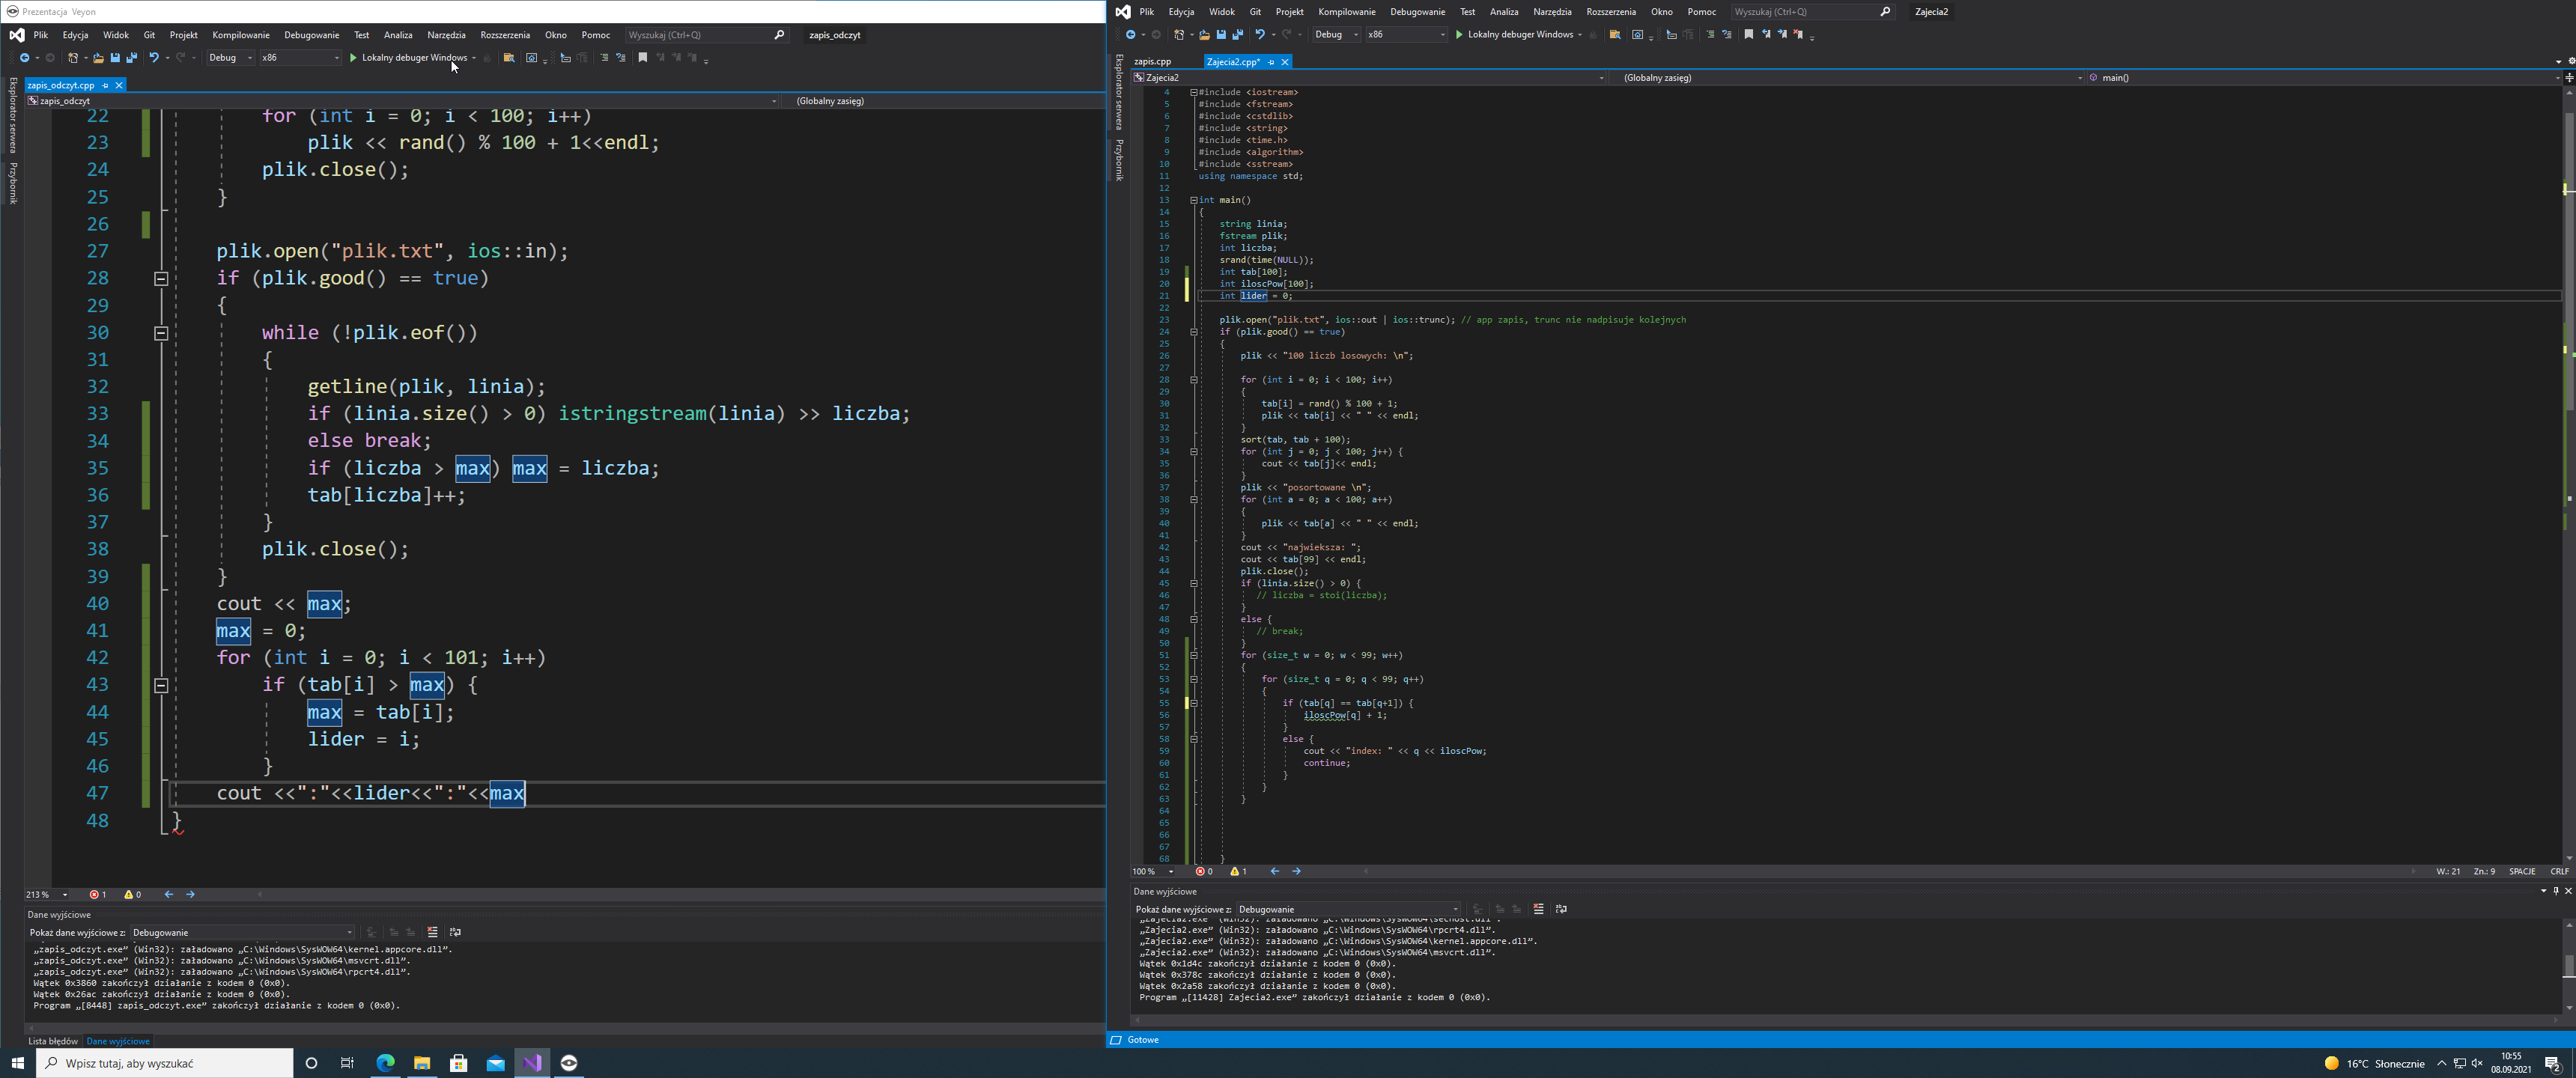 Prezentacja Veyon
Plik Edycja Widok Git Projekt Kompilowanie Debugowanie Test Analiza Narzędzia Rozszerzenia Okno Pomoc Wyszukaj (Ctrl+Q) zapis_odczyt
Debug x86 Lokalny debuger Windows
zapis_odczyt.cpp
zapis_odczyt (Globalny zasięg)
Eksplorator serwera
Przybornik
22 for (int i = 0; i < 100; i++)
23 plik << rand() % 100 + 1<<endl;
24 plik.close();
25 }
26
27 plik.open("plik.txt", ios::in);
28 if (plik.good() == true)
29 {
30 while (!plik.eof())
31 {
32 getline(plik, linia);
33 if (linia.size() > 0) istringstream(linia) >> liczba;
34 else break;
35 if (liczba > max) max = liczba;
36 tab[liczba]++;
37 }
38 plik.close();
39 }
40 cout << max;
41 max = 0;
42 for (int i = 0; i < 101; i++)
43 if (tab[i] > max) {
44 max = tab[i];
45 lider = i;
46 }
47 cout <<":"<<lider<<":"<<max
48 }
213 % 1 0
Dane wyjściowe
Pokaż dane wyjściowe z: Debugowanie
„zapis_odczyt.exe” (Win32): załadowano „C:\Windows\SysWOW64\kernel.appcore.dll”.
„zapis_odczyt.exe” (Win32): załadowano „C:\Windows\SysWOW64\msvcrt.dll”.
„zapis_odczyt.exe” (Win32): załadowano „C:\Windows\SysWOW64\rpcrt4.dll”.
Wątek 0x3860 zakończył działanie z kodem 0 (0x0).
Wątek 0x26ac zakończył działanie z kodem 0 (0x0).
Program „[8448] zapis_odczyt.exe” zakończył działanie z kodem 0 (0x0).
Lista błędów Dane wyjściowe
Plik Edycja Widok Git Projekt Kompilowanie Debugowanie Test Analiza Narzędzia Rozszerzenia Okno Pomoc Wyszukaj (Ctrl+Q) Zajecia2
Debug x86 Lokalny debuger Windows
zapis.cpp Zajecia2.cpp*
Zajecia2 (Globalny zasięg) main()
Eksplorator serwera
Przybornik
4 #include <iostream>
5 #include <fstream>
6 #include <cstdlib>
7 #include <string>
8 #include <time.h>
9 #include <algorithm>
10 #include <sstream>
11 using namespace std;
12
13 int main()
14 {
15 string linia;
16 fstream plik;
17 int liczba;
18 srand(time(NULL));
19 int tab[100];
20 int iloscPow[100];
21 int lider = 0;
22
23 plik.open("plik.txt", ios::out | ios::trunc); // app zapis, trunc nie nadpisuje kolejnych
24 if (plik.good() == true)
25 {
26 plik << "100 liczb losowych: \n";
27
28 for (int i = 0; i < 100; i++)
29 {
30 tab[i] = rand() % 100 + 1;
31 plik << tab[i] << " " << endl;
32 }
33 sort(tab, tab + 100);
34 for (int j = 0; j < 100; j++) {
35 cout << tab[j]<< endl;
36 }
37 plik << "posortowane \n";
38 for (int a = 0; a < 100; a++)
39 {
40 plik << tab[a] << " " << endl;
41 }
42 cout << "najwieksza: ";
43 cout << tab[99] << endl;
44 plik.close();
45 if (linia.size() > 0) {
46 // liczba = stoi(liczba);
47 }
48 else {
49 // break;
50 }
51 for (size_t w = 0; w < 99; w++)
52 {
53 for (size_t q = 0; q < 99; q++)
54 {
55 if (tab[q] == tab[q+1]) {
56 iloscPow[q] + 1;
57 }
58 else {
59 cout << "index: " << q << iloscPow;
60 continue;
61 }
62 }
63 }
64
65
66
67
68 }
100 % 0 1 W.: 21 Zn.: 9 SPACJE CRLF
Dane wyjściowe
Pokaż dane wyjściowe z: Debugowanie
„Zajecia2.exe” (Win32): załadowano „C:\Windows\SysWOW64\sechost.dll”.
„Zajecia2.exe” (Win32): załadowano „C:\Windows\SysWOW64\rpcrt4.dll”.
„Zajecia2.exe” (Win32): załadowano „C:\Windows\SysWOW64\kernel.appcore.dll”.
„Zajecia2.exe” (Win32): załadowano „C:\Windows\SysWOW64\msvcrt.dll”.
Wątek 0x1d4c zakończył działanie z kodem 0 (0x0).
Wątek 0x378c zakończył działanie z kodem 0 (0x0).
Wątek 0x2a58 zakończył działanie z kodem 0 (0x0).
Program „[11428] Zajecia2.exe” zakończył działanie z kodem 0 (0x0).
Gotowe
Wpisz tutaj, aby wyszukać
16°C Słonecznie
10:55
08.09.2021
2